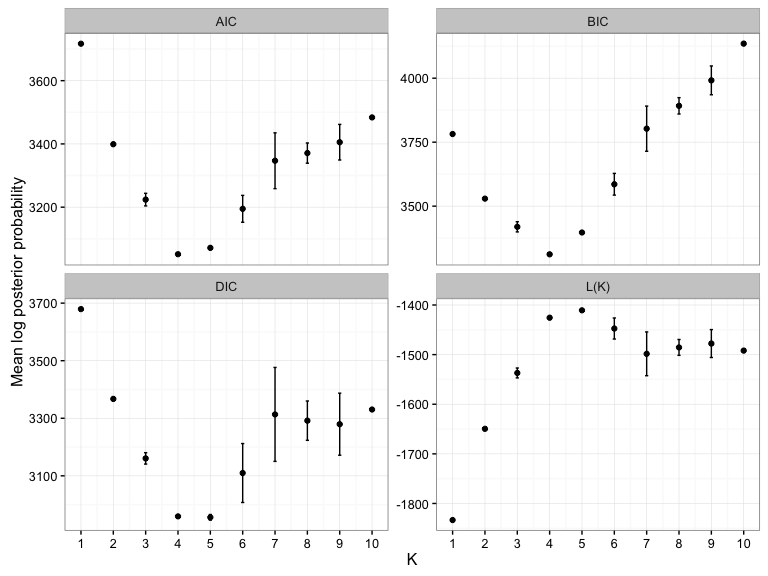 AIC
BIC
3600
3400
3200
4000
3750
3500
Mean log posterior probability
DIC
L(K)
3700
3500
3300
3100
-1400
-1500
-1600
-1700
-1800
1 2 3 4 5 6 7 8 9 10
1 2 3 4 5 6 7 8 9 10
K